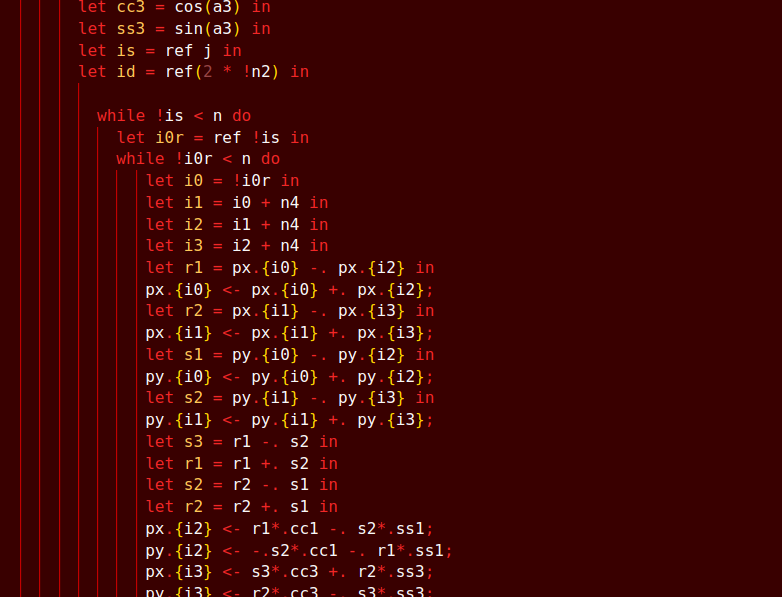 let cc3 = cos(a3) in
let ss3 = sin(a3) in
let is = ref j in
let id = ref(2 * !n2) in
while !is < n do
let i0r = ref !is in
while !i0r < n do
let i0 = !i0r in
let i1 = i0 + n4 in
let i2 = i1 + n4 in
let i3 = i2 + n4 in
let r1 = px.{i0} -. px.{i2} in
px.{i0} <- px.{i0} +. px.{i2};
let r2 = px.{i1} -. px.{i3} in
px.{i1} <- px.{i1} +. px.{i3};
let s1 = py.{i0} -. py.{i2} in
py.{i0} <- py.{i0} +. py.{i2};
let s2 = py.{i1} -. py.{i3} in
py.{i1} <- py.{i1} +. py.{i3};
let s3 = r1 -. s2 in
let r1 = r1 +. s2 in
let s2 = r2 -. s1 in
let r2 = r2 +. s1 in
px.{i2} <- r1*.cc1 -. s2*.ss1;
py.{i2} <- -.s2*.cc1 -. r1*.ss1;
px.{i3} <- s3*.cc3 +. r2*.ss3;
py.{i3} <- r2*.cc3 -. s3*.ss3;